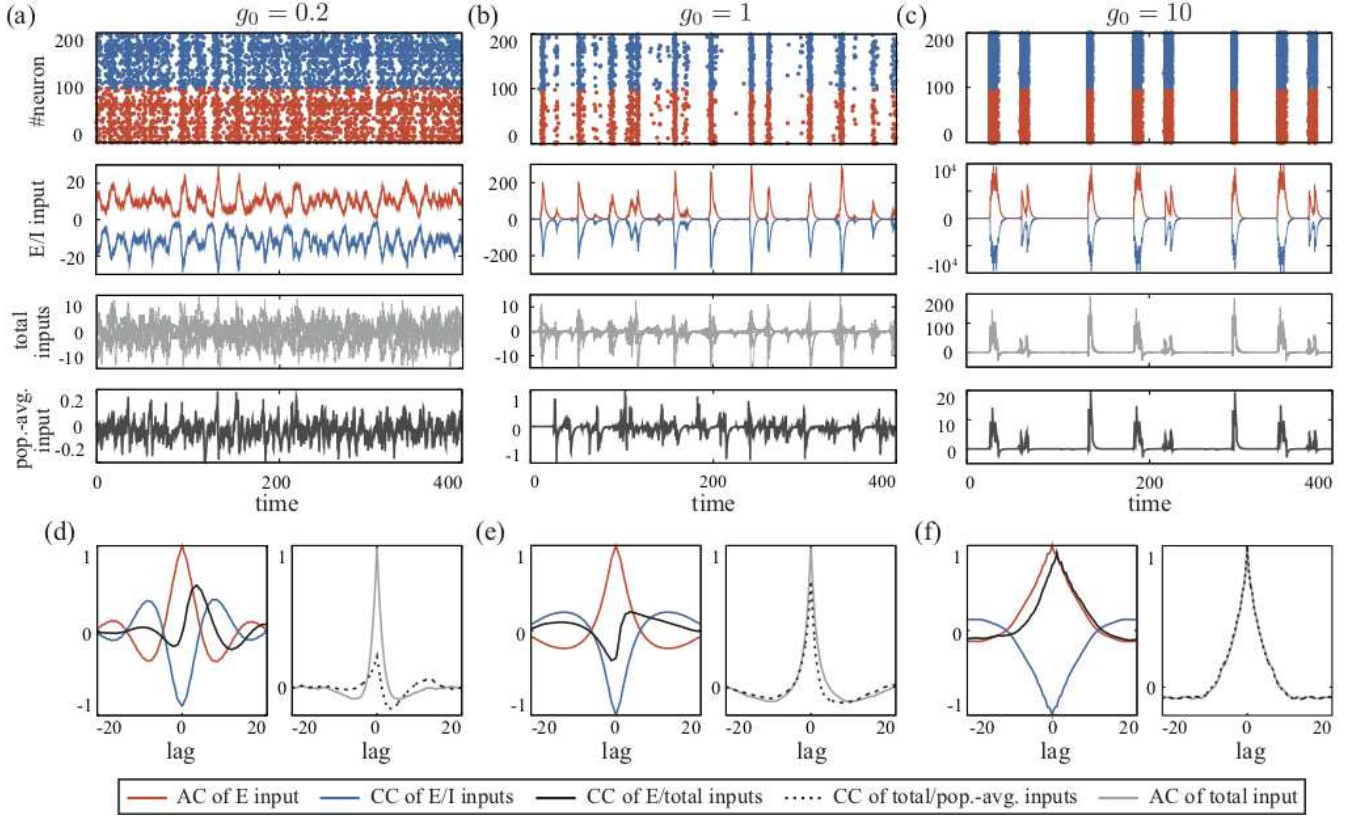 (a) g₀ = 0.2
(b) g₀ = 1
(c) g₀ = 10
#neuron
200
100
0
200
100
0
200
100
0
E/I input
20
0
-20
200
0
-200
10⁴
0
-10⁴
total inputs
10
0
-10
10
0
-10
200
100
0
pop.-avg. input
0.2
0
-0.2
1
0
-1
20
10
0
0 200 400
time
0 200 400
time
0 200 400
time
(d)
1
0
-1
-20 0 20
lag
1
0
-20 0 20
lag
(e)
1
0
-1
-20 0 20
lag
1
0
-20 0 20
lag
(f)
1
0
-1
-20 0 20
lag
1
0
-20 0 20
lag
AC of E input CC of E/I inputs CC of E/total inputs CC of total/pop.-avg. inputs AC of total input